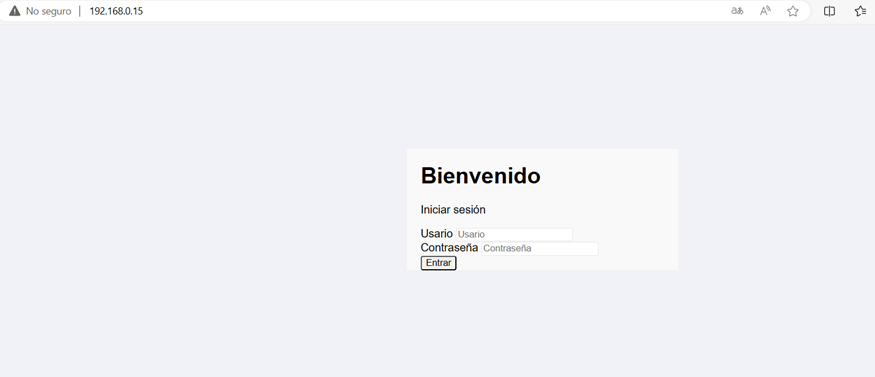 No seguro | 192.168.0.15
Bienvenido
Iniciar sesión
Usario Usario
Contraseña Contraseña
Entrar